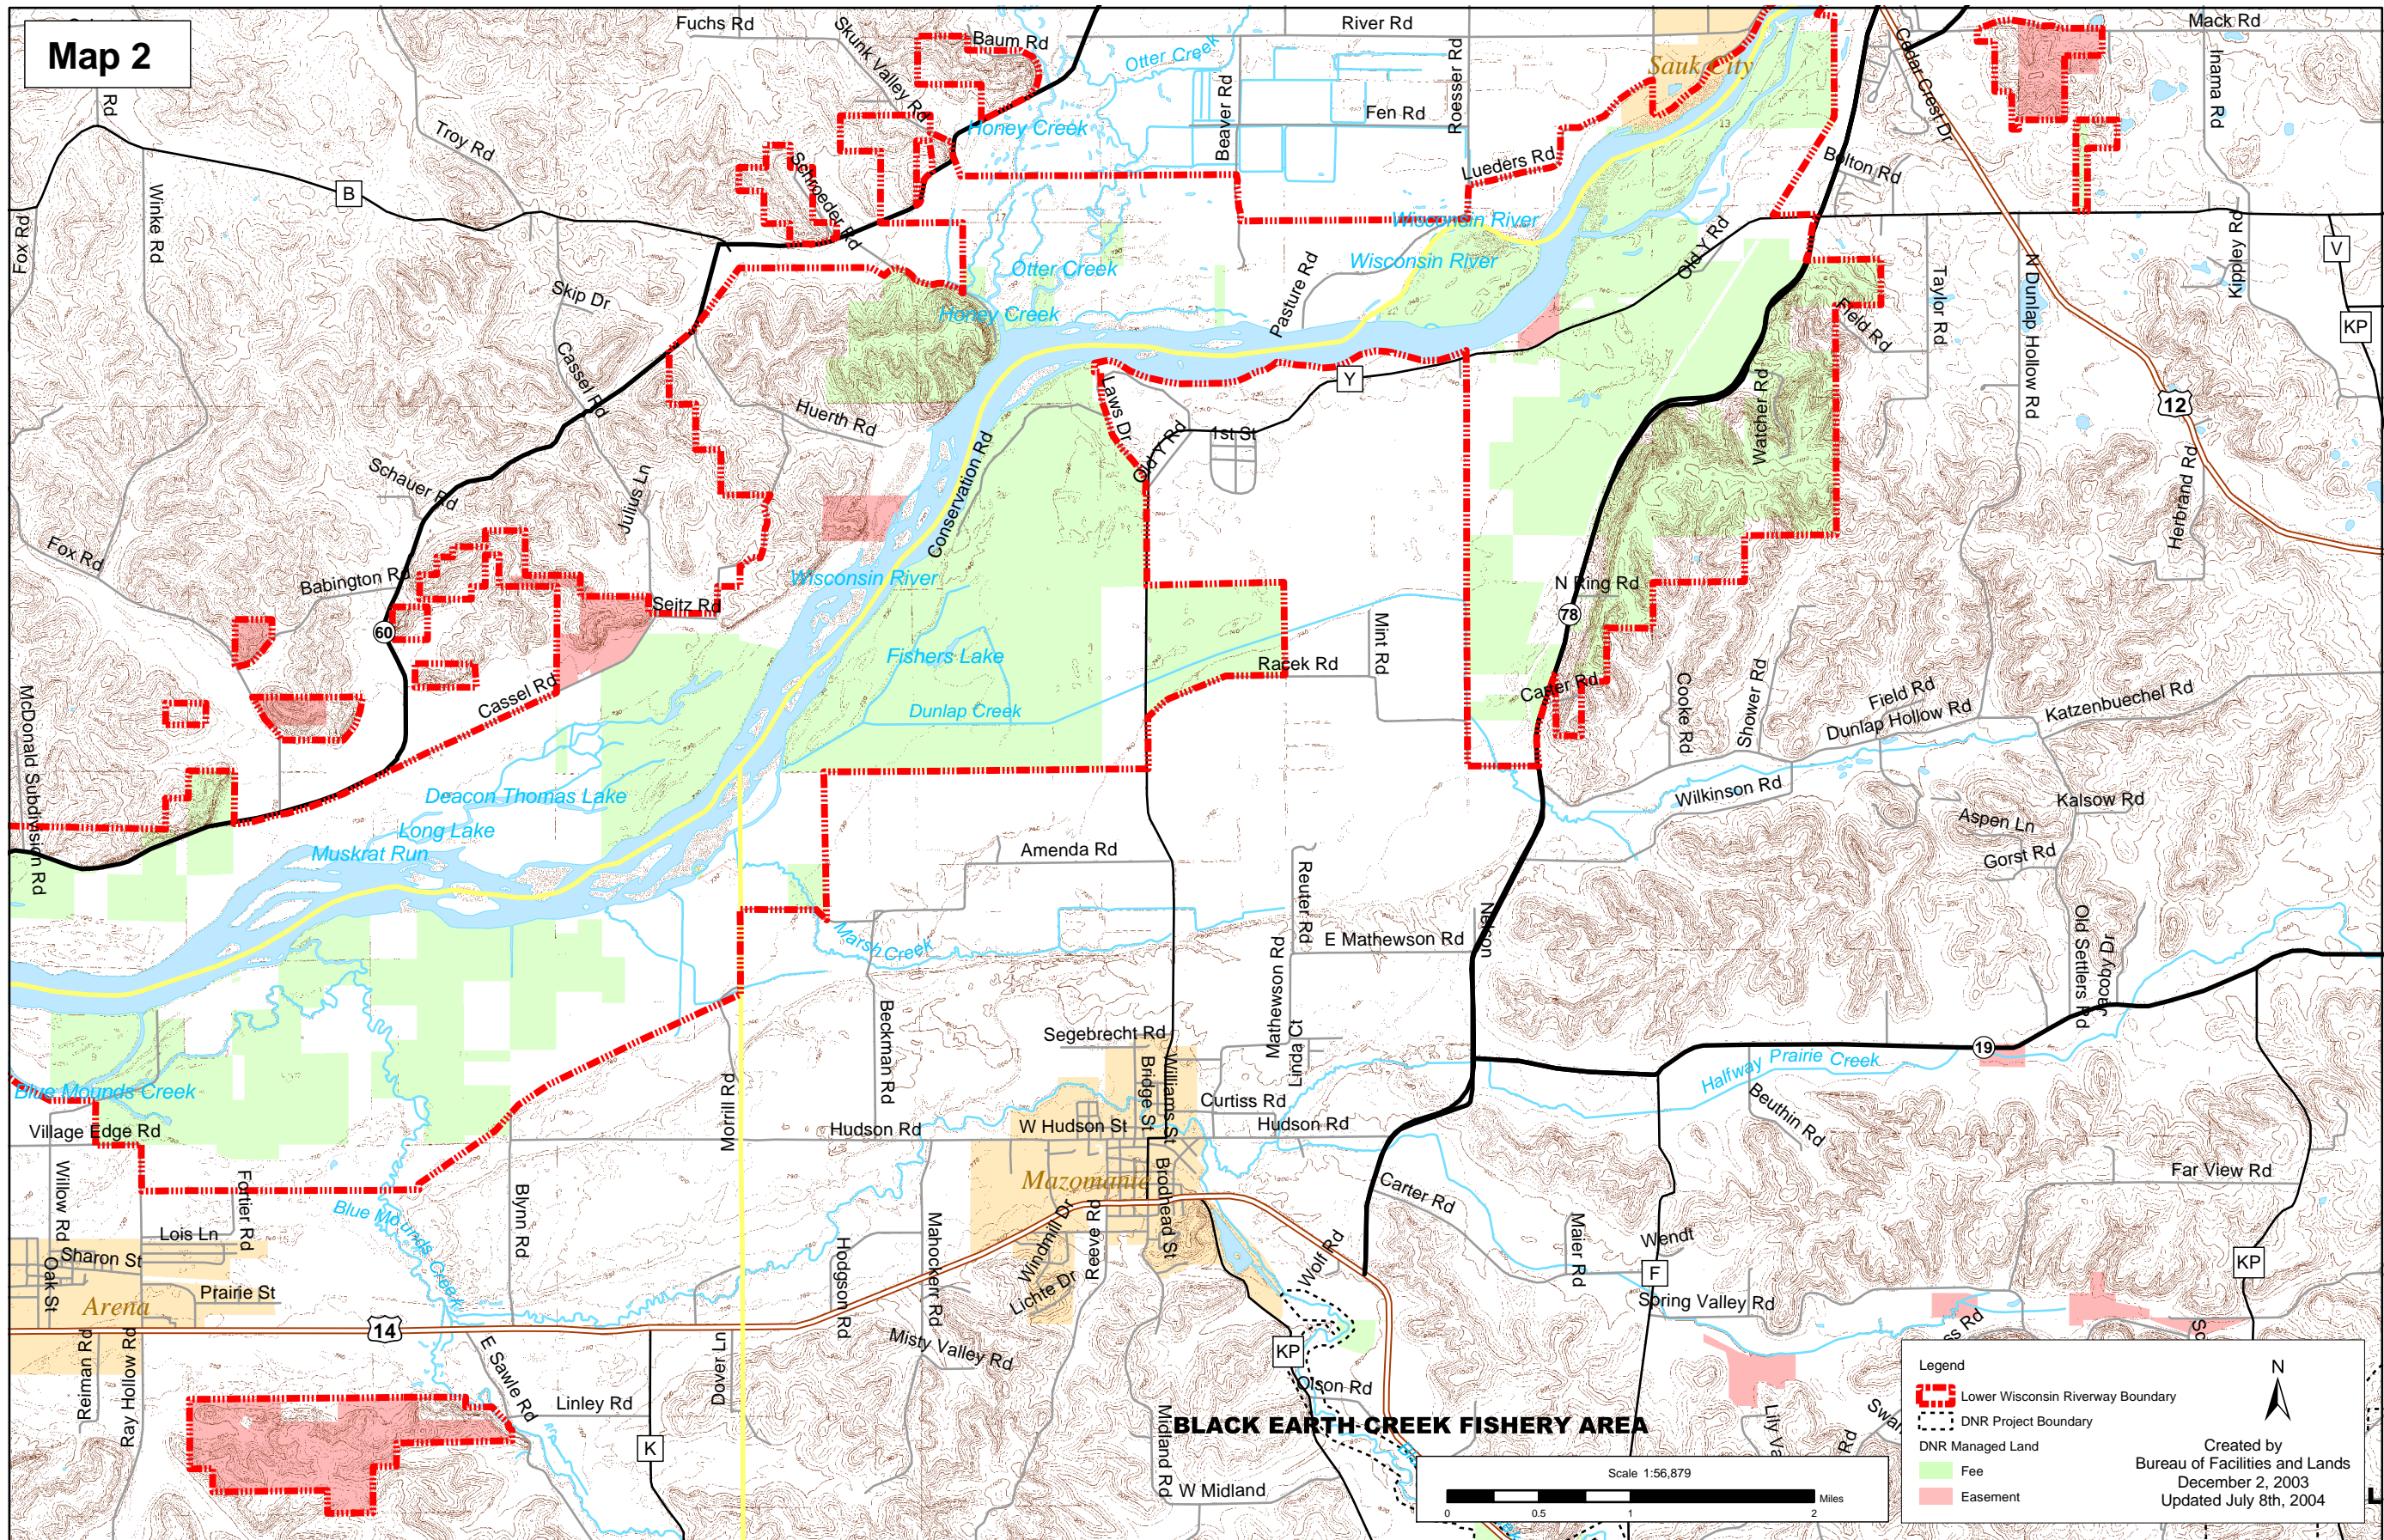 Map 2
Fuchs Rd
Skunk Valley Rd
Baum Rd
River Rd
Otter Creek
Sauk City
Mack Rd
Cedar Crest Dr
Inama Rd
Rd
Troy Rd
Honey Creek
Beaver Rd
Fen Rd
Roesser Rd
13
Lueders Rd
Bolton Rd
Schroeder Rd
B
Winke Rd
Fox Rd
17
Wisconsin River
Old Y Rd
Kippley Rd
V
Otter Creek
Wisconsin River
Pasture Rd
Taylor Rd
N Dunlap Hollow Rd
Skip Dr
Honey Creek
Field Rd
KP
Cassel Rd
Laws Dr
Y
Watcher Rd
12
Huerth Rd
Old Y Rd
1st St
Conservation Rd
Schauer Rd
Julius Ln
Herbrand Rd
Fox Rd
Babington Rd
Wisconsin River
N Ring Rd
Seitz Rd
60
78
Mint Rd
Fishers Lake
Racek Rd
Carter Rd
McDonald Subdivision Rd
Cassel Rd
Dunlap Creek
Cooke Rd
Shower Rd
Field Rd
Dunlap Hollow Rd
Katzenbuechel Rd
Deacon Thomas Lake
Wilkinson Rd
Kalsow Rd
Long Lake
Aspen Ln
Muskrat Run
Amenda Rd
Gorst Rd
Reuter Rd
Marsh Creek
E Mathewson Rd
Nelson
Old Settlers Rd
Jacoby Dr
Mathewson Rd
Beckman Rd
Segebrecht Rd
Linda Ct
19
Halfway Prairie Creek
Blue Mounds Creek
Morrill Rd
Bridge St
Williams St
Curtiss Rd
Beuthin Rd
Village Edge Rd
Hudson Rd
W Hudson St
Hudson Rd
Willow Rd
Fortier Rd
Mazomanie
Brodhead St
Carter Rd
Far View Rd
Blue Mounds Creek
Blynn Rd
Lois Ln
Sharon St
Oak St
Prairie St
Arena
Hodgson Rd
Mahockerr Rd
Windmill Dr
Reeve Rd
Lichte Dr
Wolf Rd
Maier Rd
Wendt
F
KP
Spring Valley Rd
14
Reiman Rd
Ray Hollow Rd
E Sawle Rd
Dover Ln
Misty Valley Rd
KP
Olson Rd
Linley Rd
K
Midland Rd
BLACK EARTH CREEK FISHERY AREA
W Midland
Lily Va
Rd
Swan
ss Rd
Sc
Scale 1:56,879
0 0.5 1 2 Miles
Legend
Lower Wisconsin Riverway Boundary
DNR Project Boundary
DNR Managed Land
Fee
Easement
N
Created by
Bureau of Facilities and Lands
December 2, 2003
Updated July 8th, 2004